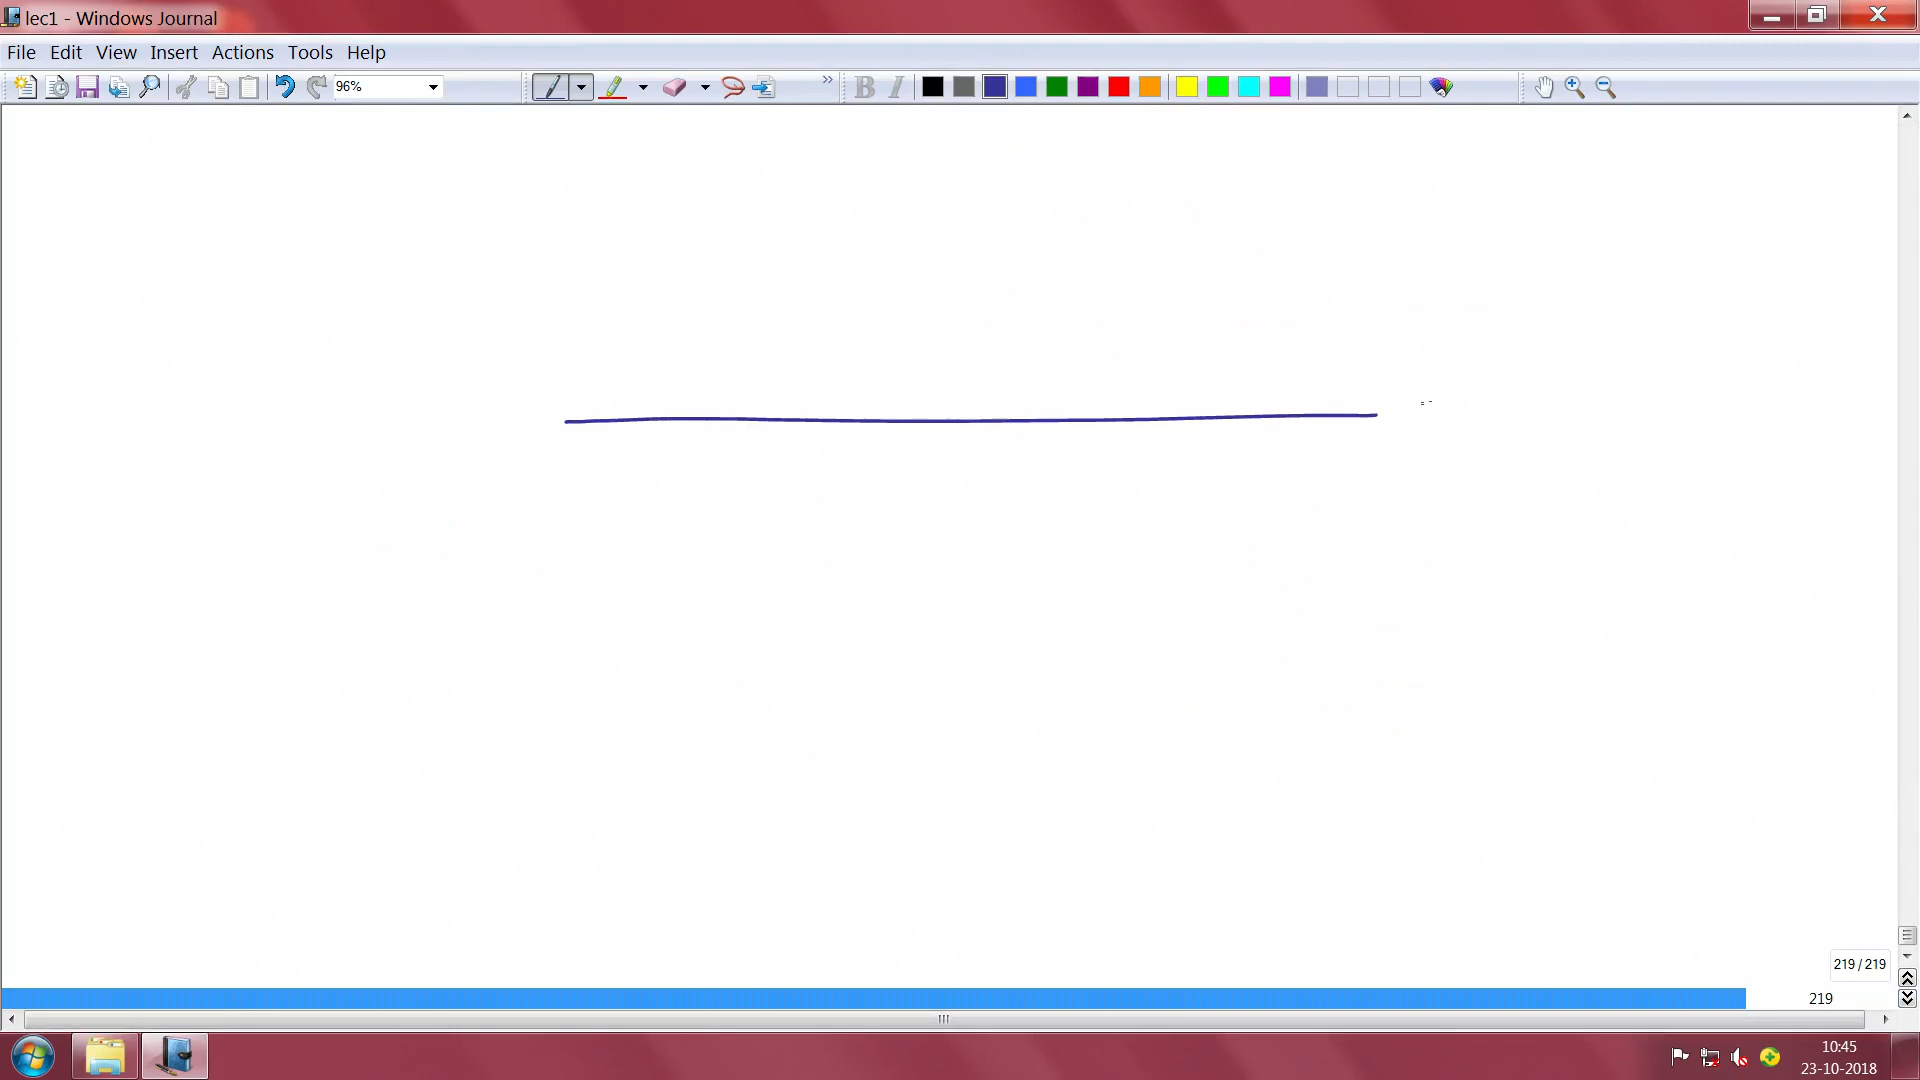 lec1 - Windows Journal
File Edit View Insert Actions Tools Help
96% B I
219 / 219
219
10:45
23-10-2018